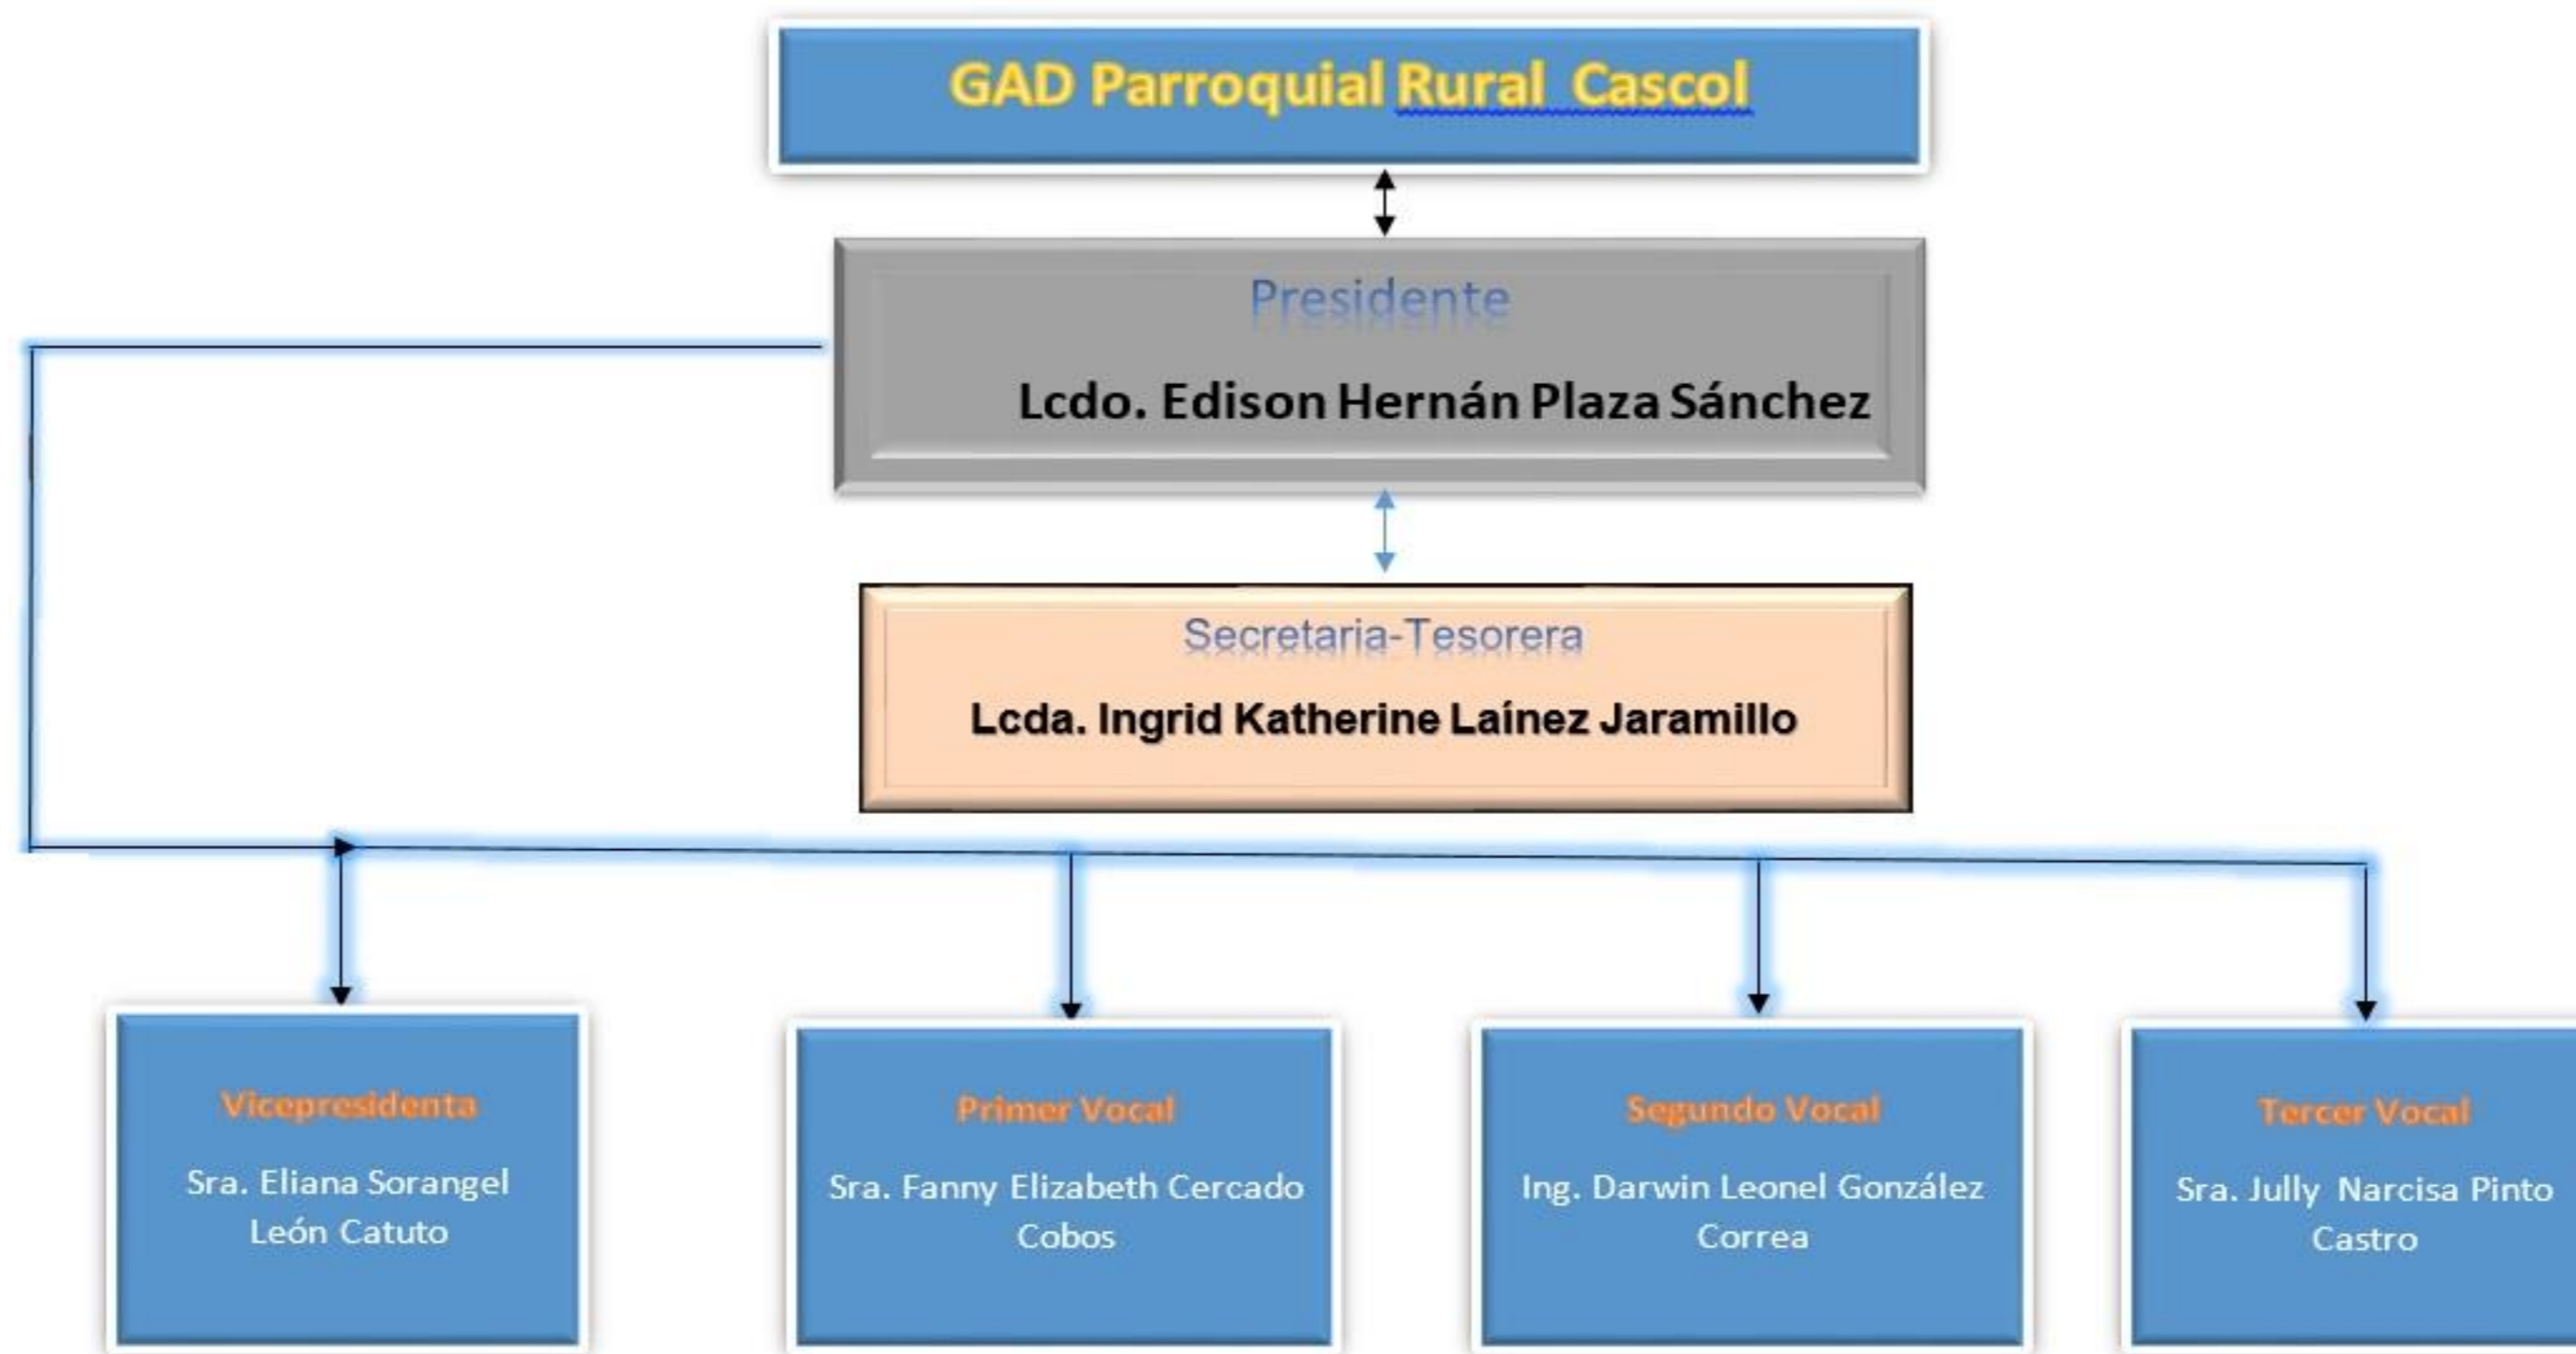 GAD Parroquial Rural Cascol
Presidente
Lcdo. Edison Hernán Plaza Sánchez
Secretaria-Tesorera
Lcda. Ingrid Katherine Laínez Jaramillo
Vicepresidenta
Sra. Eliana Sorangel
León Catuto
Primer Vocal
Sra. Fanny Elizabeth Cercado
Cobos
Segundo Vocal
Ing. Darwin Leonel González
Correa
Tercer Vocal
Sra. Jully Narcisa Pinto
Castro